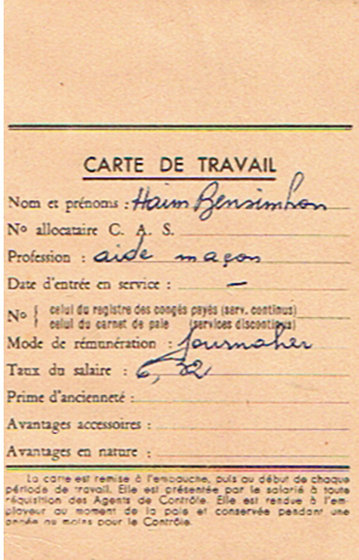 CARTE DE TRAVAIL
Nom et prénoms : Haim Bensimhon
No allocataire C. A. S.
Profession : aide maçon
Date d'entrée en service : —
No { celui du registre des congés payés (serv. continus)
celui du carnet de paie (services discontinus)
Mode de rémunération : Journalier
Taux du salaire : 6,32
Prime d'ancienneté :
Avantages accessoires :
Avantages en nature :
La carte est remise à l'embauche, puis au début de chaque
période de travail. Elle est présentée par le salarié à toute
réquisition des Agents de Contrôle. Elle est rendue à l'em-
ployeur au moment de la paie et conservée pendant une
année au moins pour le Contrôle.